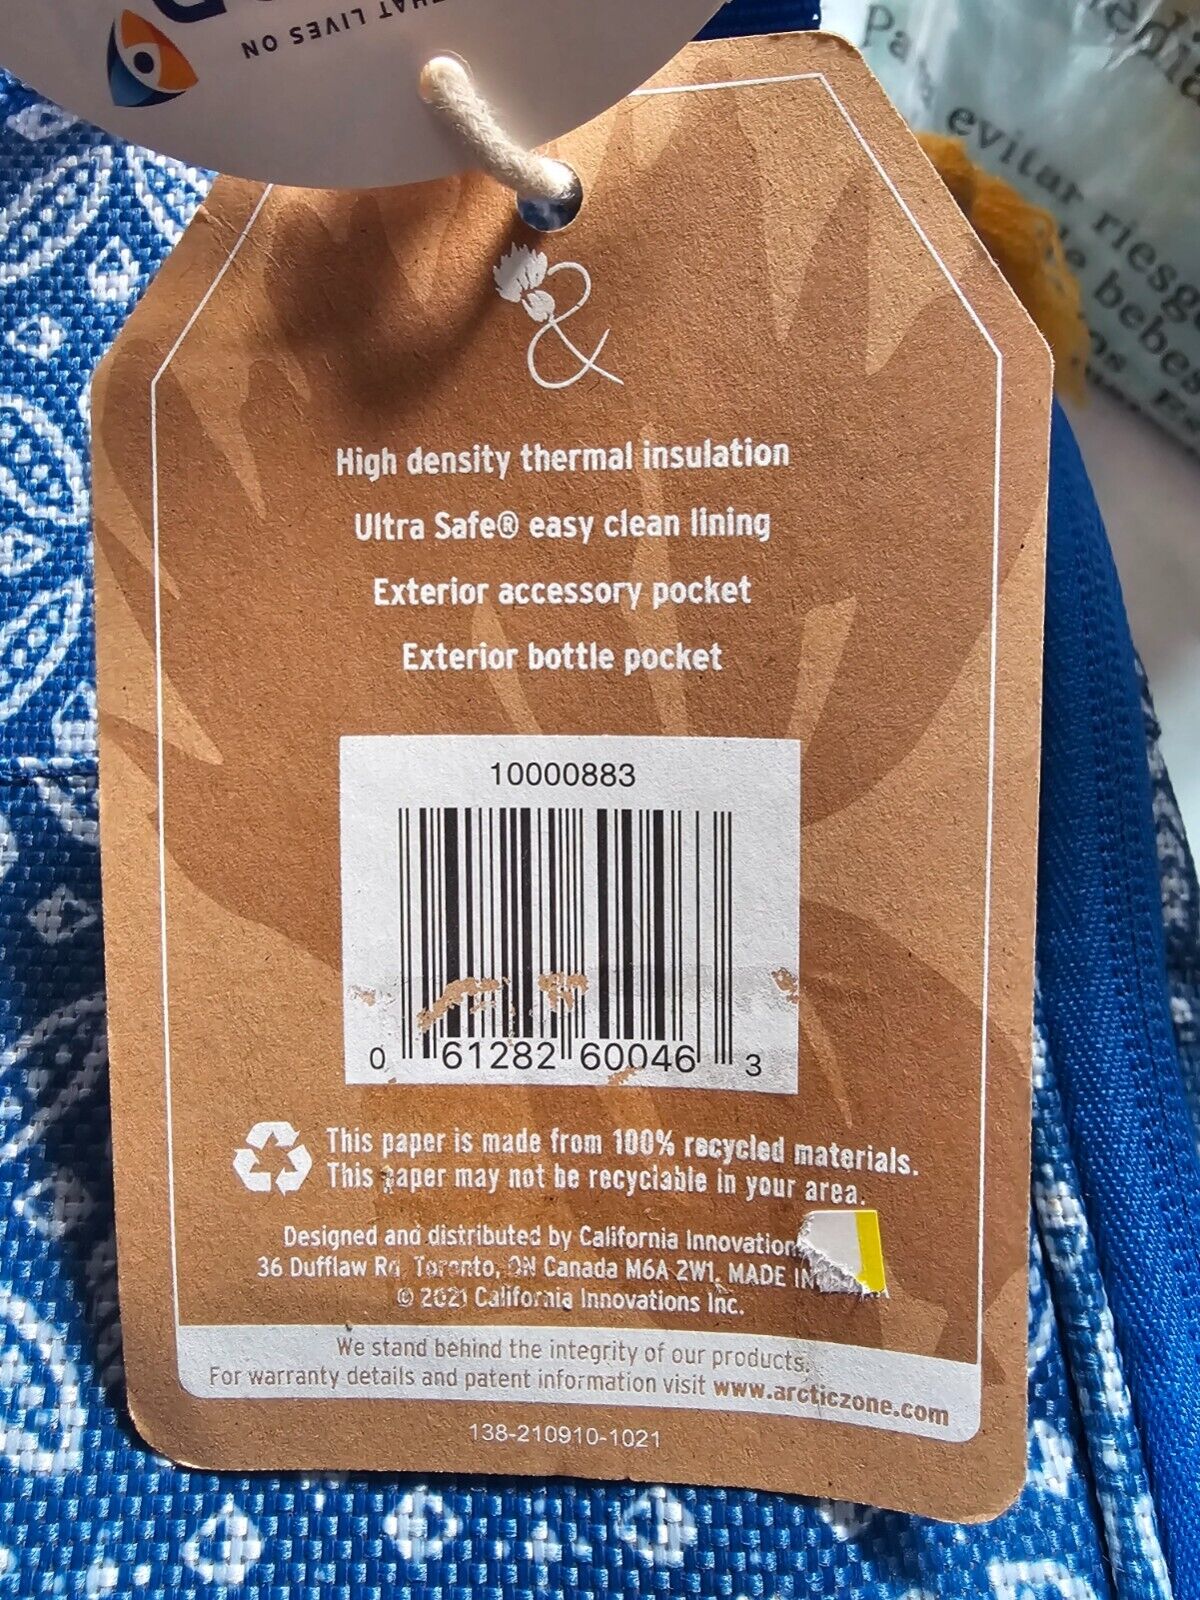 THAT LIVES ON
&
High density thermal insulation
Ultra Safe® easy clean lining
Exterior accessory pocket
Exterior bottle pocket
10000883
0 61282 60046 3
This paper is made from 100% recycled materials.
This paper may not be recyclable in your area.
Designed and distributed by California Innovation
36 Dufflaw Rd, Toronto, ON Canada M6A 2W1. MADE IN
© 2021 California Innovations Inc.
We stand behind the integrity of our products.
For warranty details and patent information visit www.arcticzone.com
138-210910-1021
evitar riesg
de bebes